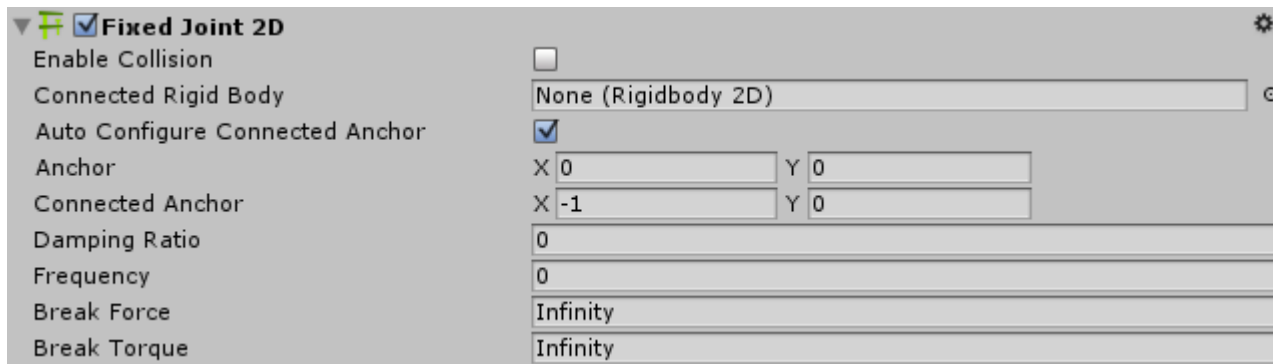 Fixed Joint 2D
Enable Collision
Connected Rigid Body None (Rigidbody 2D)
Auto Configure Connected Anchor
Anchor X 0 Y 0
Connected Anchor X -1 Y 0
Damping Ratio 0
Frequency 0
Break Force Infinity
Break Torque Infinity